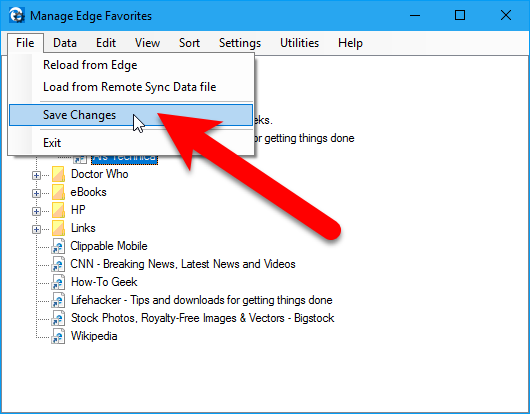 Manage Edge Favorites
File Data Edit View Sort Settings Utilities Help
Reload from Edge
Load from Remote Sync Data file
Save Changes
Exit
eks.
for getting things done
Ars Technica
Doctor Who
eBooks
HP
Links
Clippable Mobile
CNN - Breaking News, Latest News and Videos
How-To Geek
Lifehacker - Tips and downloads for getting things done
Stock Photos, Royalty-Free Images & Vectors - Bigstock
Wikipedia